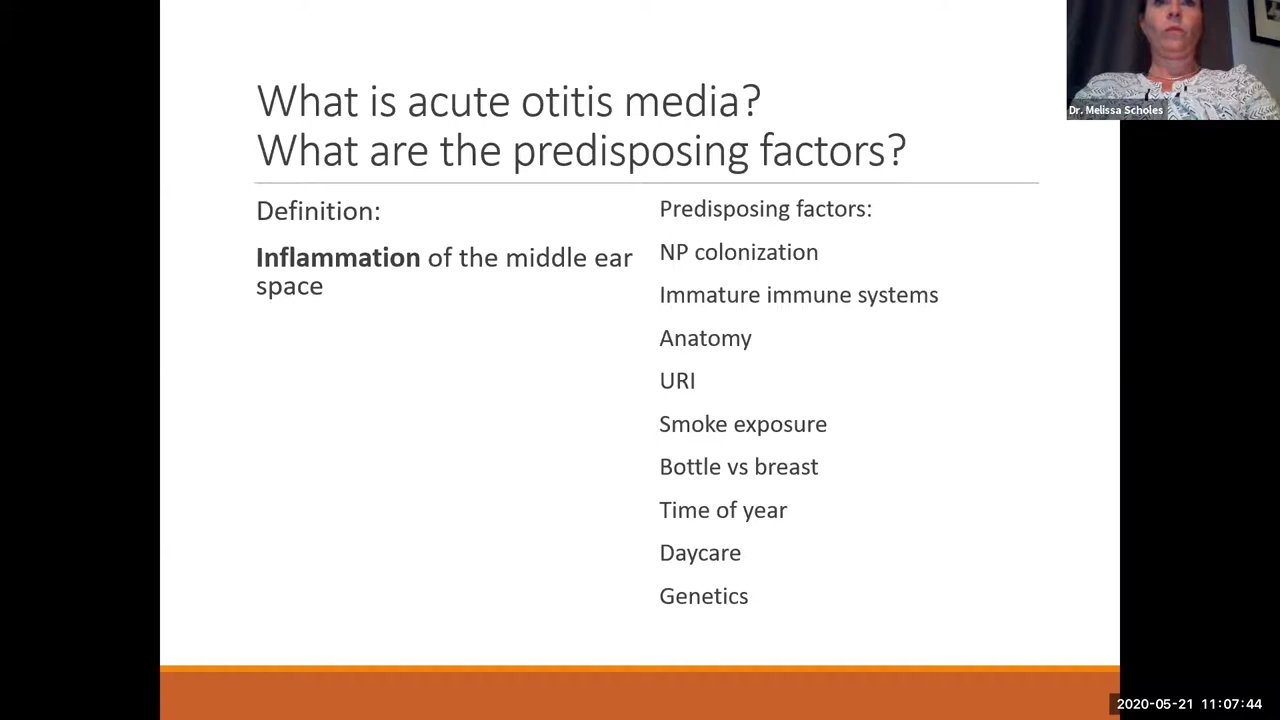 What is acute otitis media?
What are the predisposing factors?
Definition:
Inflammation of the middle ear
space
Predisposing factors:
NP colonization
Immature immune systems
Anatomy
URI
Smoke exposure
Bottle vs breast
Time of year
Daycare
Genetics
Dr. Melissa Scholes
2020-05-21 11:07:44